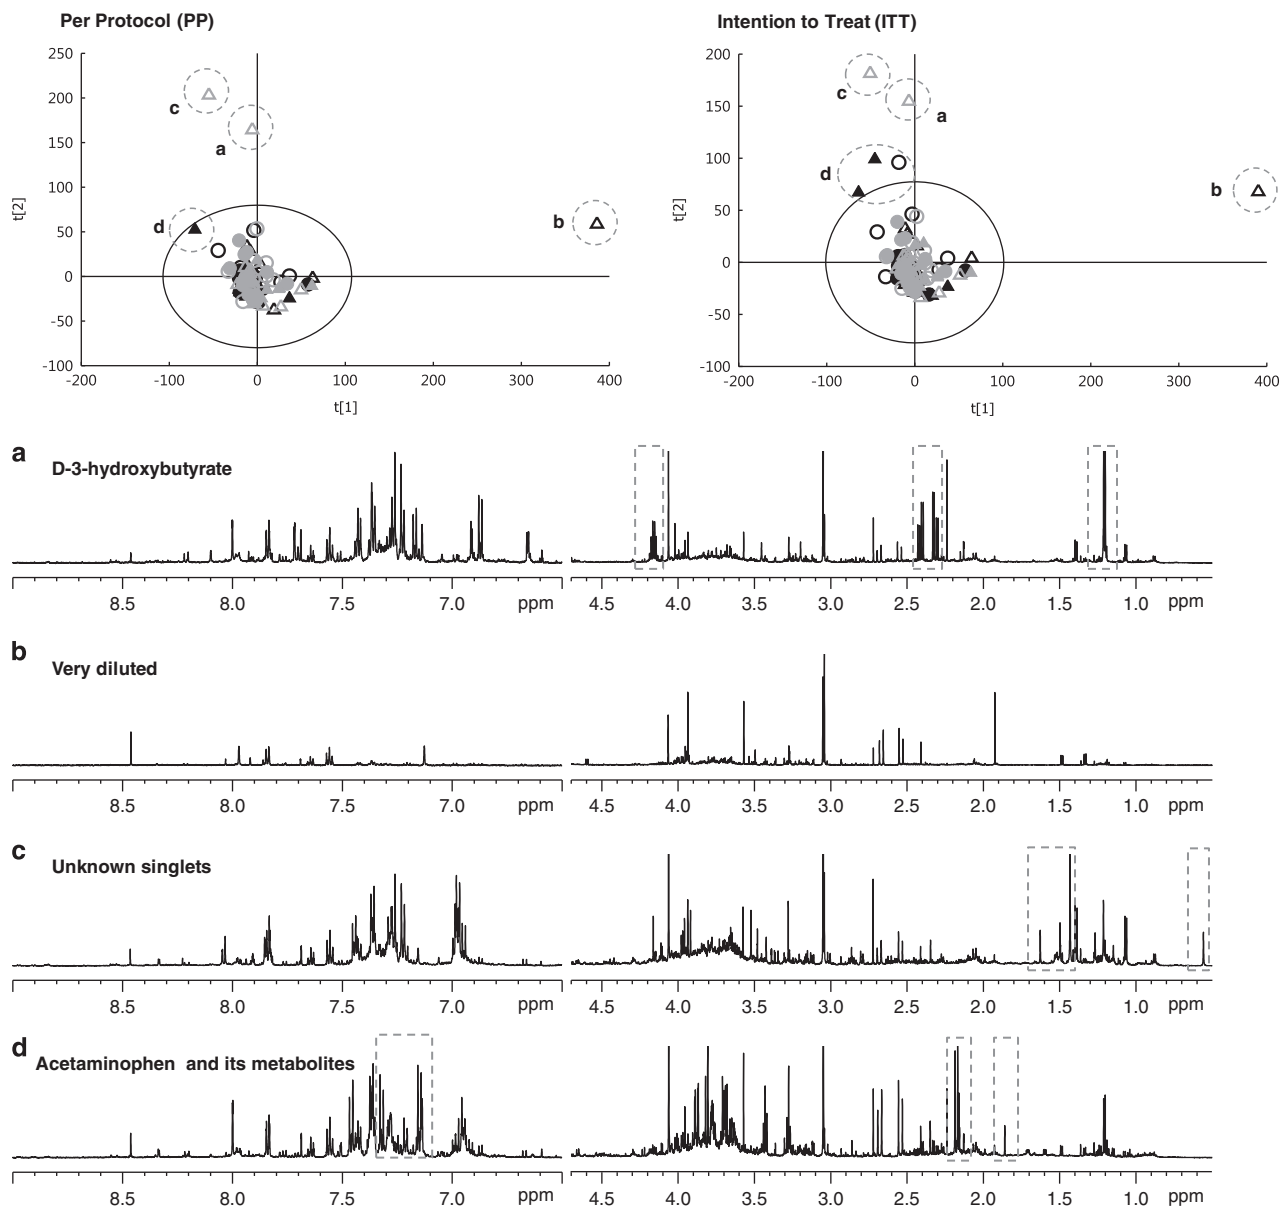 Per Protocol (PP)
Intention to Treat (ITT)
250
200
150
100
50
0
-50
-100
t[2]
-200
-100
0
100
200
300
400
t[1]
c
a
d
b
200
150
100
50
0
-50
-100
t[2]
-200
-100
0
100
200
300
400
t[1]
c
a
d
b
a
D-3-hydroxybutyrate
8.5 8.0 7.5 7.0 ppm 4.5 4.0 3.5 3.0 2.5 2.0 1.5 1.0 ppm
b
Very diluted
8.5 8.0 7.5 7.0 ppm 4.5 4.0 3.5 3.0 2.5 2.0 1.5 1.0 ppm
c
Unknown singlets
8.5 8.0 7.5 7.0 ppm 4.5 4.0 3.5 3.0 2.5 2.0 1.5 1.0 ppm
d
Acetaminophen and its metabolites
8.5 8.0 7.5 7.0 ppm 4.5 4.0 3.5 3.0 2.5 2.0 1.5 1.0 ppm